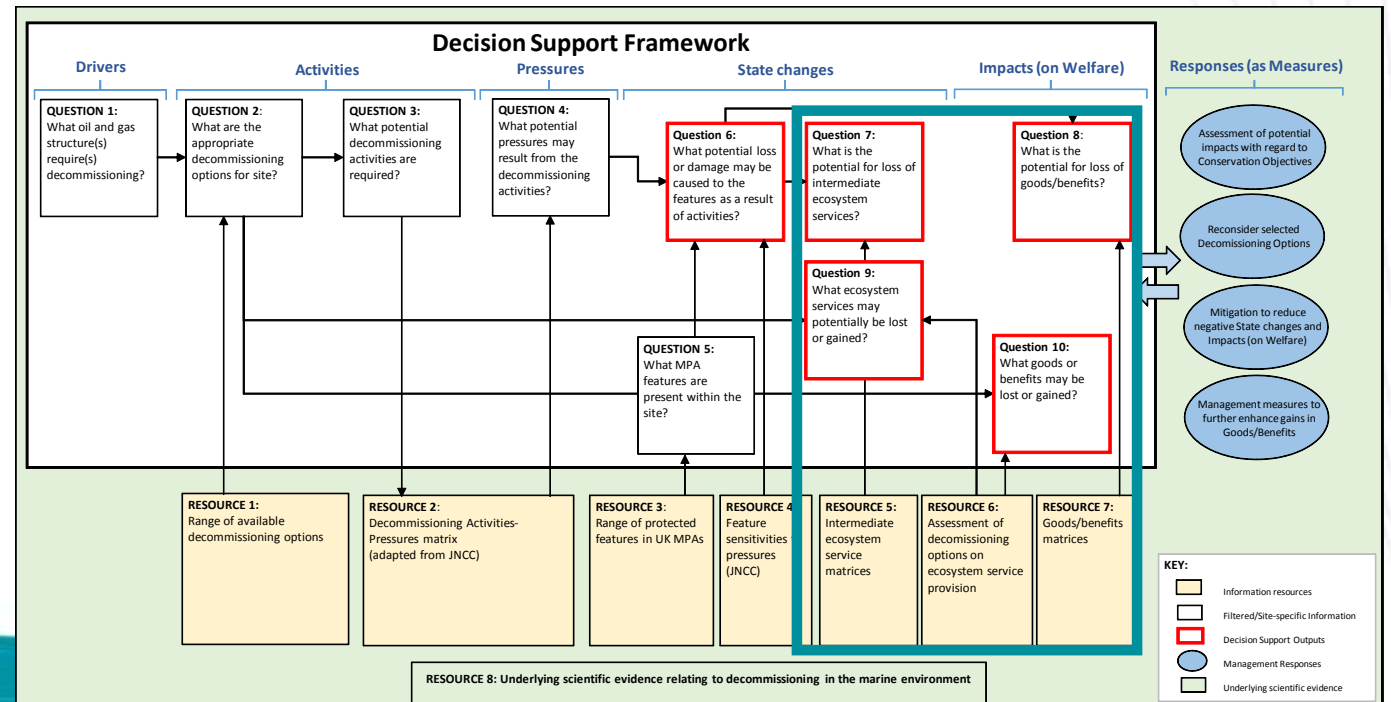 Decision Support Framework
Drivers
Activities
Pressures
State changes
Impacts (on Welfare)
Responses (as Measures)
QUESTION 1:
What oil and gas
structure(s)
require(s)
decommissioning?
QUESTION 2:
What are the
appropriate
decommissioning
options for site?
QUESTION 3:
What potential
decommissioning
activities are
required?
QUESTION 4:
What potential
pressures may
result from the
decommissioning
activities?
Question 6:
What potential loss
or damage may be
caused to the
features as a result
of activities?
Question 7:
What is the
potential for loss of
intermediate
ecosystem
services?
Question 8:
What is the
potential for loss of
goods/benefits?
Question 9:
What ecosystem
services may
potentially be lost
or gained?
QUESTION 5:
What MPA
features are
present within the
site?
Question 10:
What goods or
benefits may be
lost or gained?
Assessment of potential
impacts with regard to
Conservation Objectives
Reconsider selected
Decomissioning Options
Mitigation to reduce
negative State changes and
Impacts (on Welfare)
Management measures to
further enhance gains in
Goods/Benefits
RESOURCE 1:
Range of available
decommissioning options
RESOURCE 2:
Decommissioning Activities-
Pressures matrix
(adapted from JNCC)
RESOURCE 3:
Range of protected
features in UK MPAs
RESOURCE 4
Feature
sensitivities
pressures
(JNCC)
RESOURCE 5:
Intermediate
ecosystem
service
matrices
RESOURCE 6:
Assessment of
decomissioning
options on
ecosystem service
provision
RESOURCE 7:
Goods/benefits
matrices
KEY:
Information resources
Filtered/Site-specific Information
Decision Support Outputs
Management Responses
Underlying scientific evidence
RESOURCE 8: Underlying scientific evidence relating to decommissioning in the marine environment